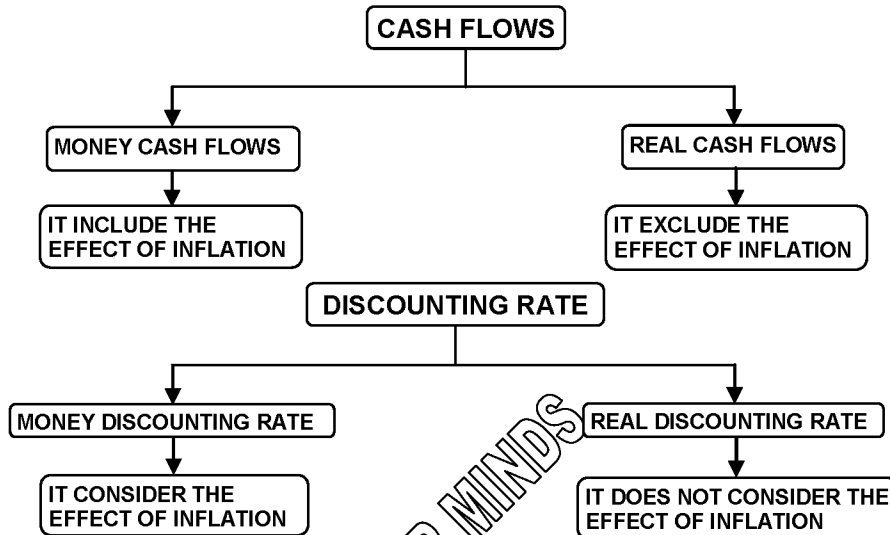 CASH FLOWS
MONEY CASH FLOWS
REAL CASH FLOWS
IT INCLUDE THE
EFFECT OF INFLATION
IT EXCLUDE THE
EFFECT OF INFLATION
DISCOUNTING RATE
MONEY DISCOUNTING RATE
REAL DISCOUNTING RATE
IT CONSIDER THE
EFFECT OF INFLATION
IT DOES NOT CONSIDER THE
EFFECT OF INFLATION
MINDS